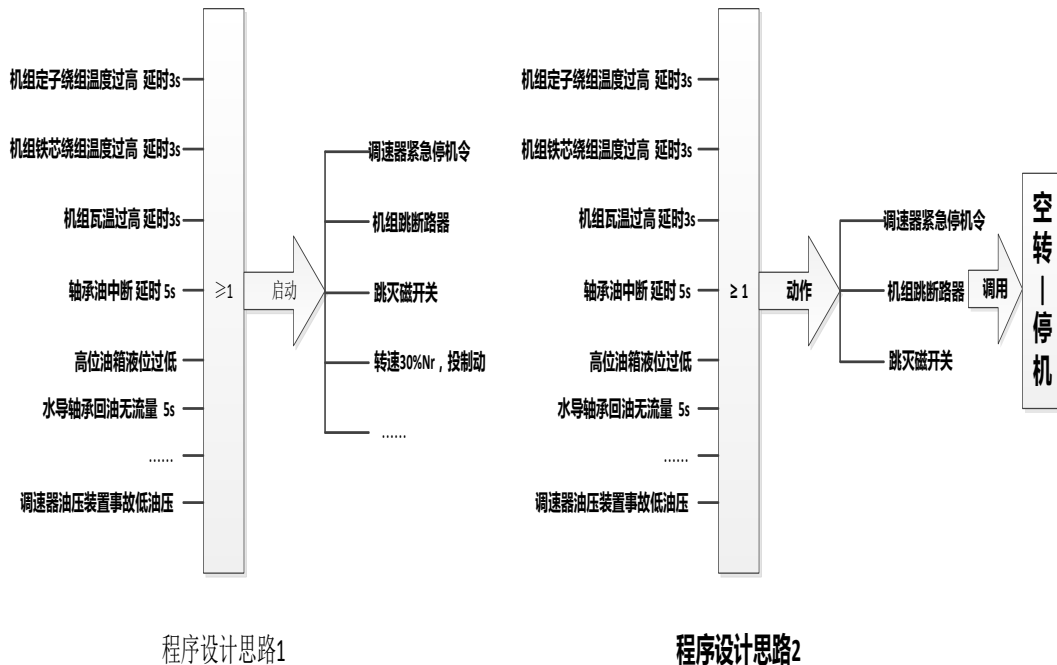 机组定子绕组温度过高 延时3s
机组铁芯绕组温度过高 延时3s
机组瓦温过高 延时3s
轴承油中断 延时 5s
高位油箱液位过低
水导轴承回油无流量 5s
......
调速器油压装置事故低油压
≥1
启动
调速器紧急停机令
机组跳断路器
跳灭磁开关
转速30%Nr，投制动
......
程序设计思路1
机组定子绕组温度过高 延时3s
机组铁芯绕组温度过高 延时3s
机组瓦温过高 延时3s
轴承油中断 延时 5s
高位油箱液位过低
水导轴承回油无流量 5s
......
调速器油压装置事故低油压
≥1
动作
调速器紧急停机令
机组跳断路器
跳灭磁开关
调用
空转—停机
程序设计思路2